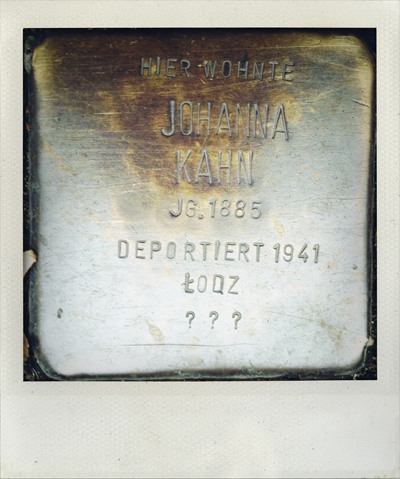 HIER WOHNTE
JOHANNA
KAHN
JG. 1885
DEPORTIERT 1941
ŁODZ
? ? ?